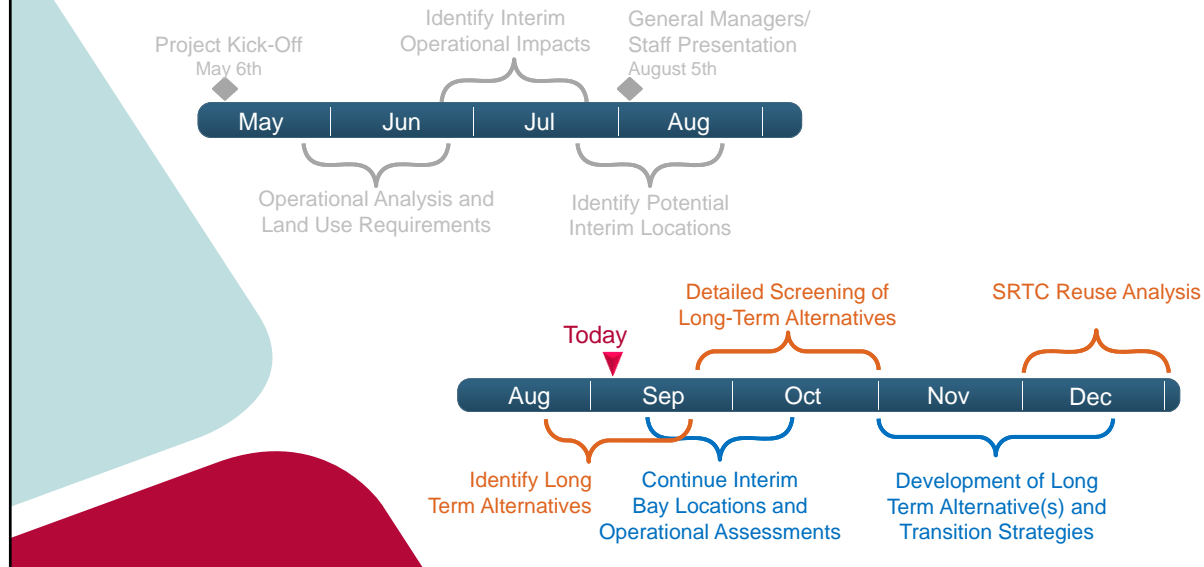 Project Kick-Off
May 6th
Identify Interim
Operational Impacts
General Managers/
Staff Presentation
August 5th
May
Jun
Jul
Aug
Operational Analysis and
Land Use Requirements
Identify Potential
Interim Locations
Detailed Screening of
Long-Term Alternatives
SRTC Reuse Analysis
Today
Aug
Sep
Oct
Nov
Dec
Identify Long
Term Alternatives
Continue Interim
Bay Locations and
Operational Assessments
Development of Long
Term Alternative(s) and
Transition Strategies